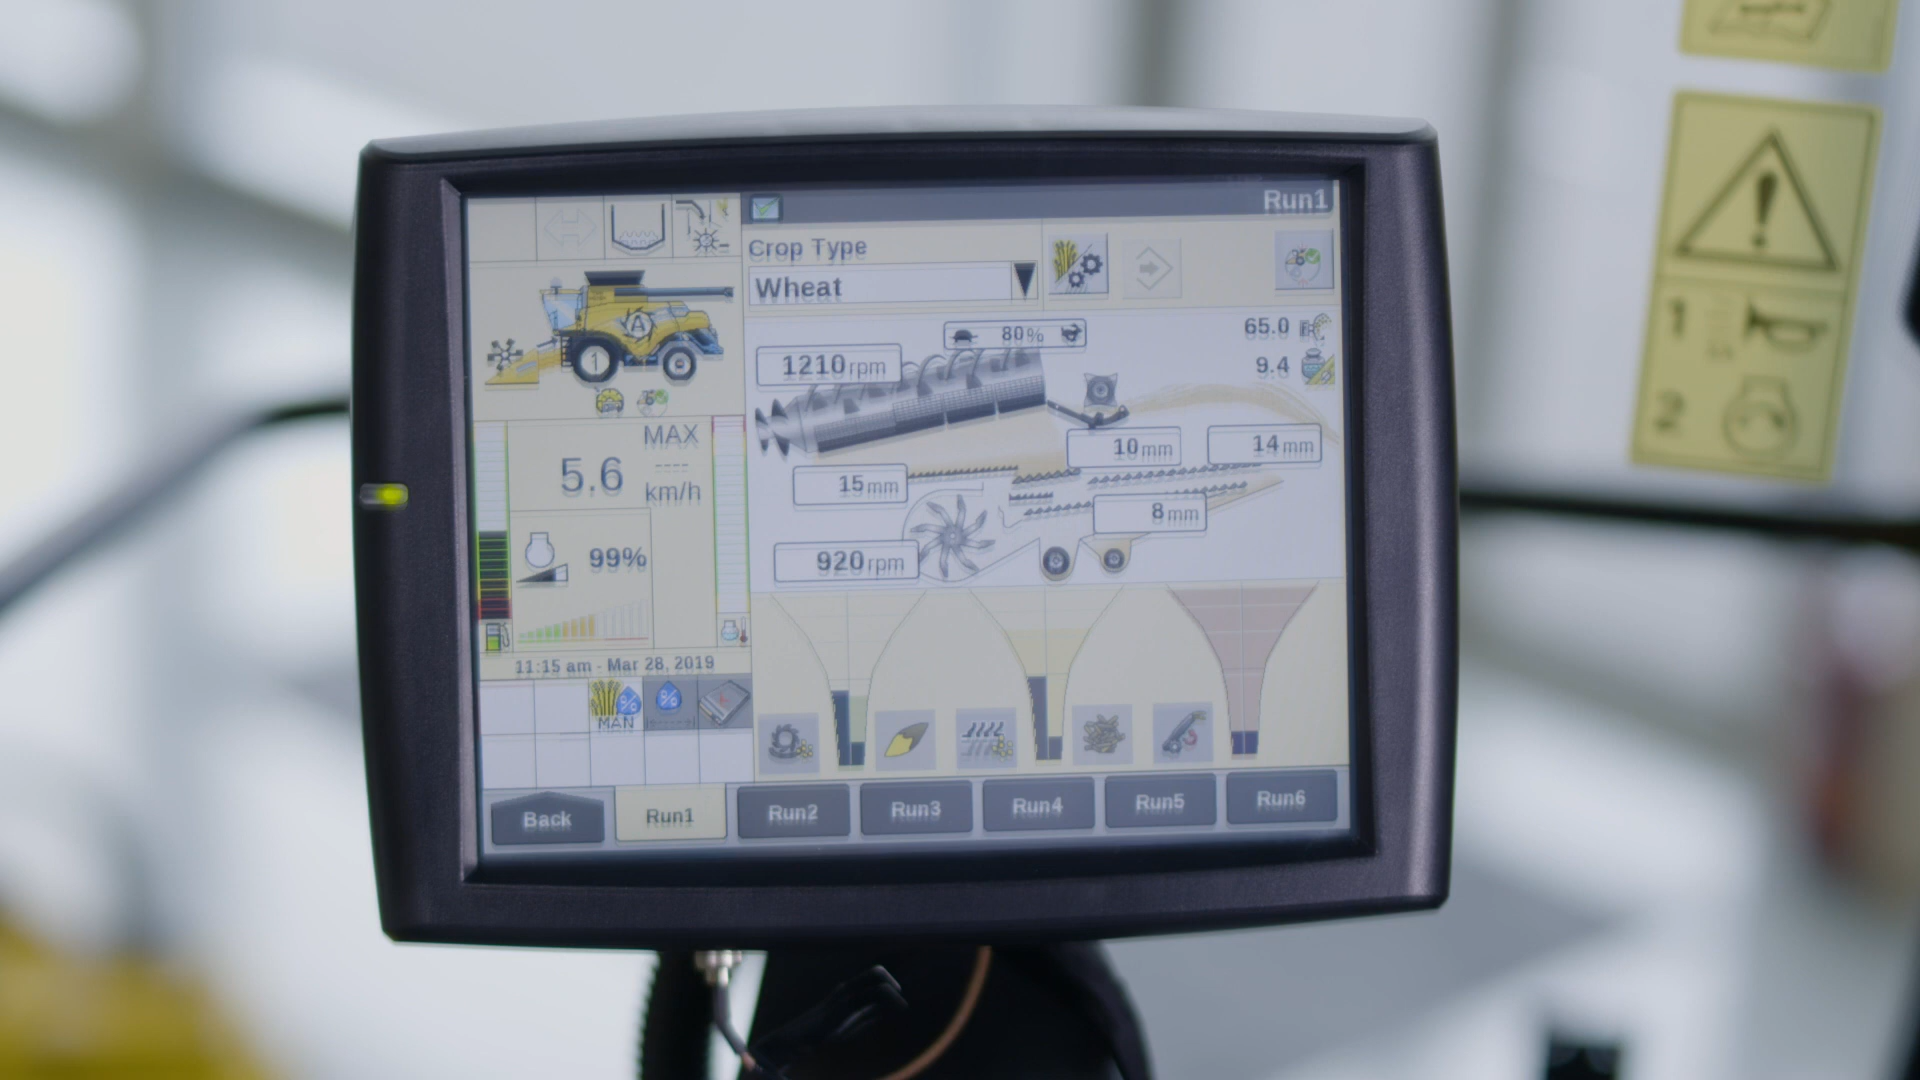 Run1
Crop Type
Wheat
A
1
80%
1210 rpm
65.0
9.4
MAX
5.6
----
km/h
10 mm
14 mm
15 mm
8 mm
99%
920 rpm
11:15 am - Mar 28, 2019
%
%
MAN
Back
Run1
Run2
Run3
Run4
Run5
Run6
!
1
2